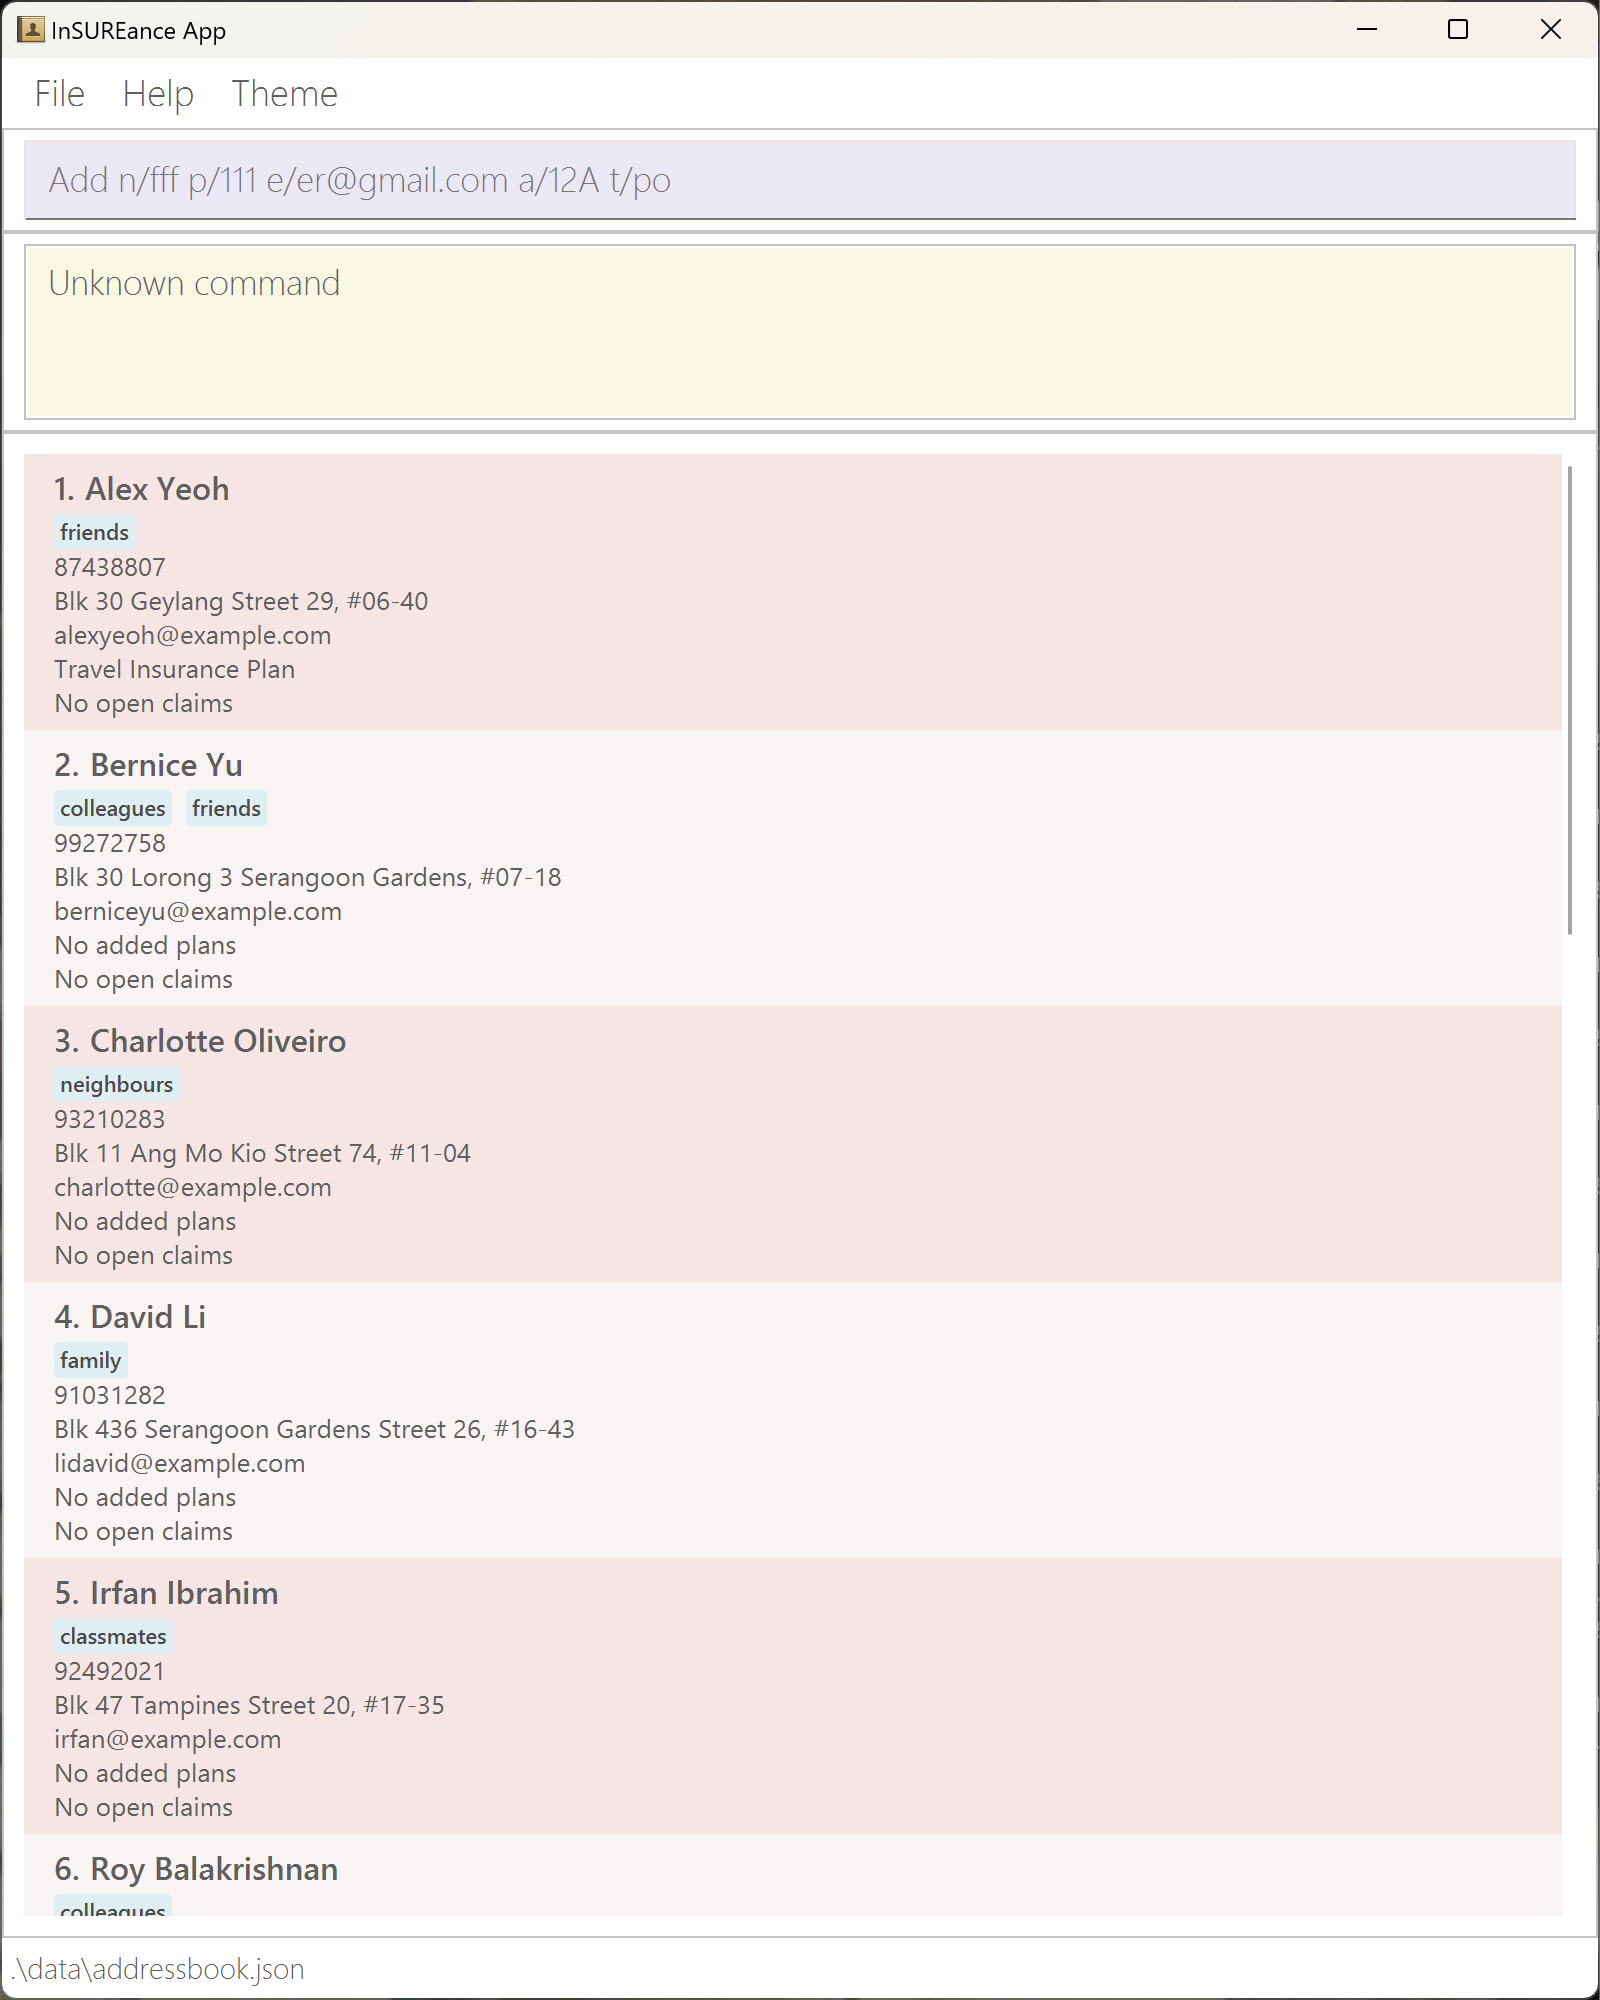 InSUREance App
File Help Theme
Add n/fff p/111 e/er@gmail.com a/12A t/po
Unknown command
1. Alex Yeoh
friends
87438807
Blk 30 Geylang Street 29, #06-40
alexyeoh@example.com
Travel Insurance Plan
No open claims
2. Bernice Yu
colleagues friends
99272758
Blk 30 Lorong 3 Serangoon Gardens, #07-18
berniceyu@example.com
No added plans
No open claims
3. Charlotte Oliveiro
neighbours
93210283
Blk 11 Ang Mo Kio Street 74, #11-04
charlotte@example.com
No added plans
No open claims
4. David Li
family
91031282
Blk 436 Serangoon Gardens Street 26, #16-43
lidavid@example.com
No added plans
No open claims
5. Irfan Ibrahim
classmates
92492021
Blk 47 Tampines Street 20, #17-35
irfan@example.com
No added plans
No open claims
6. Roy Balakrishnan
colleagues
.\data\addressbook.json